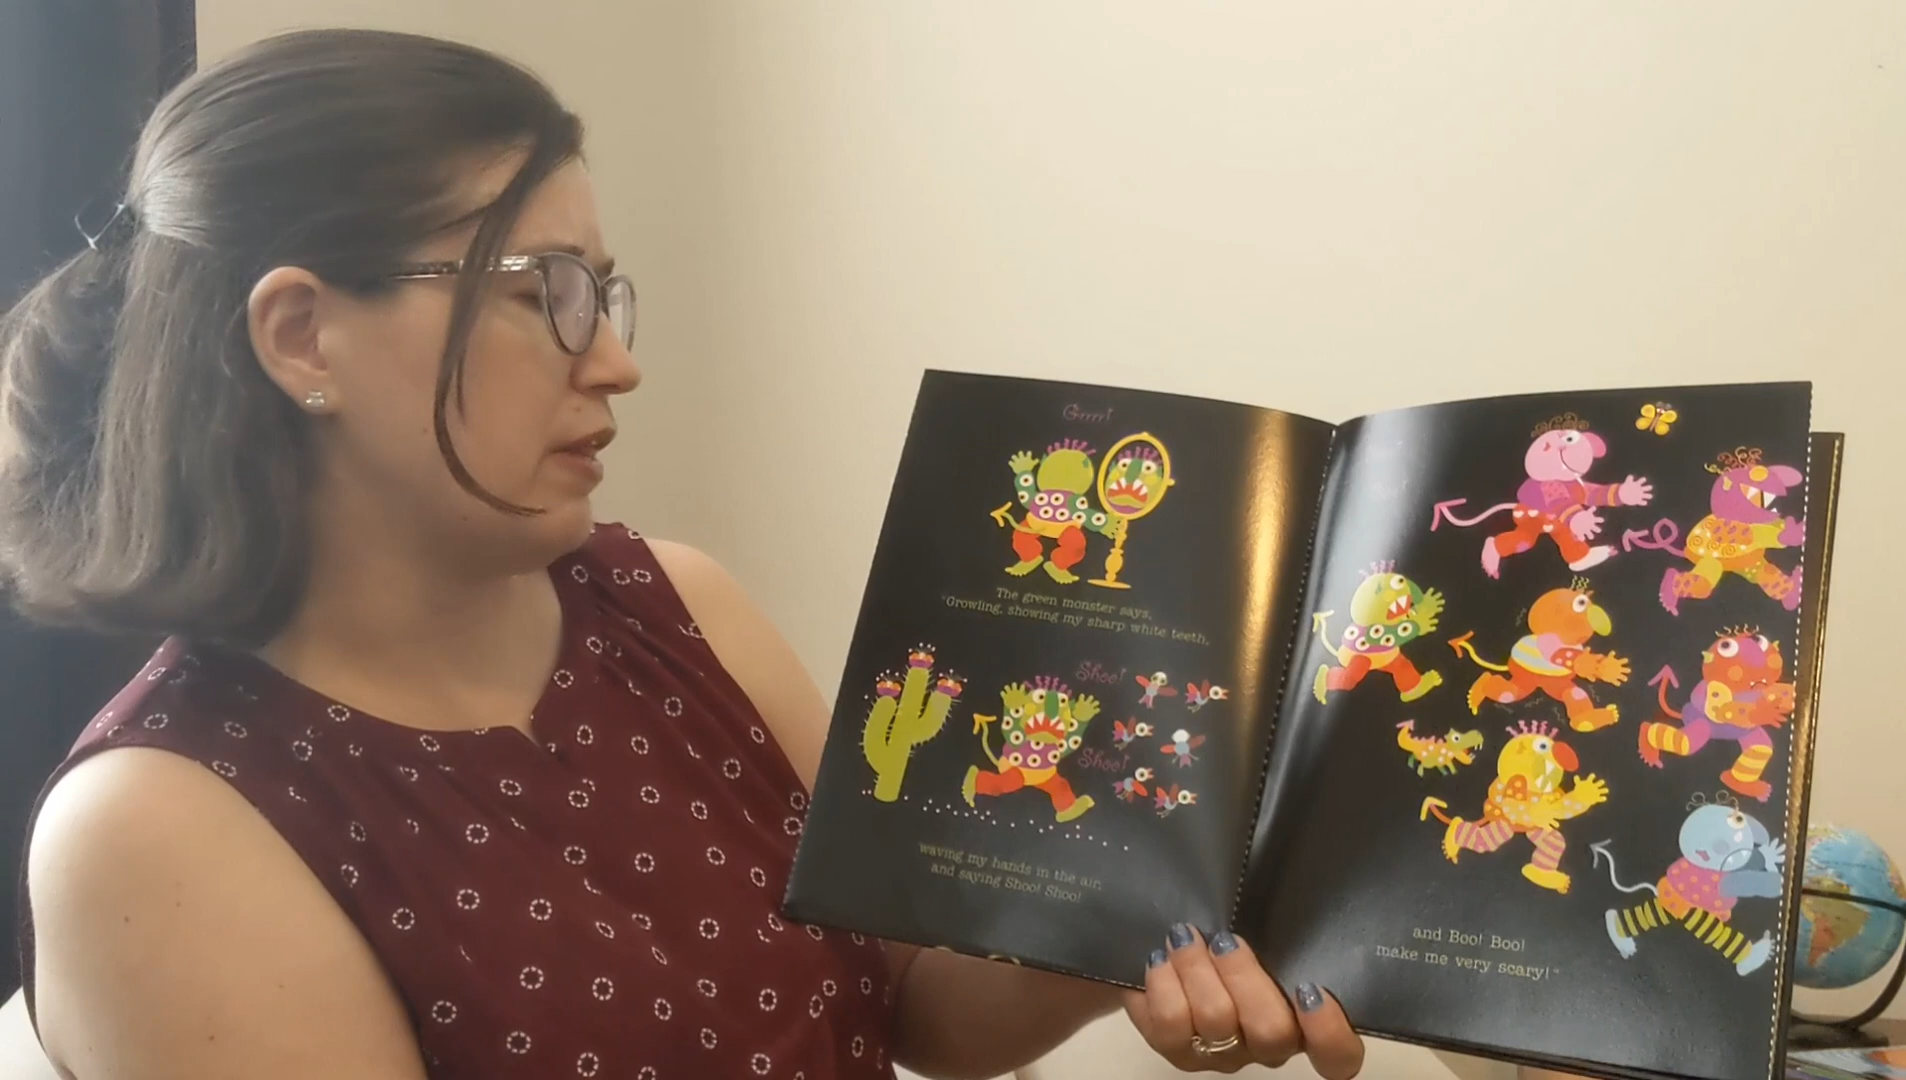 Grrrr!
The green monster says,
"Growling, showing my sharp white teeth,
Shoo!
Shoo!
waving my hands in the air,
and saying Shoo! Shoo!
and Boo! Boo!
make me very scary!"